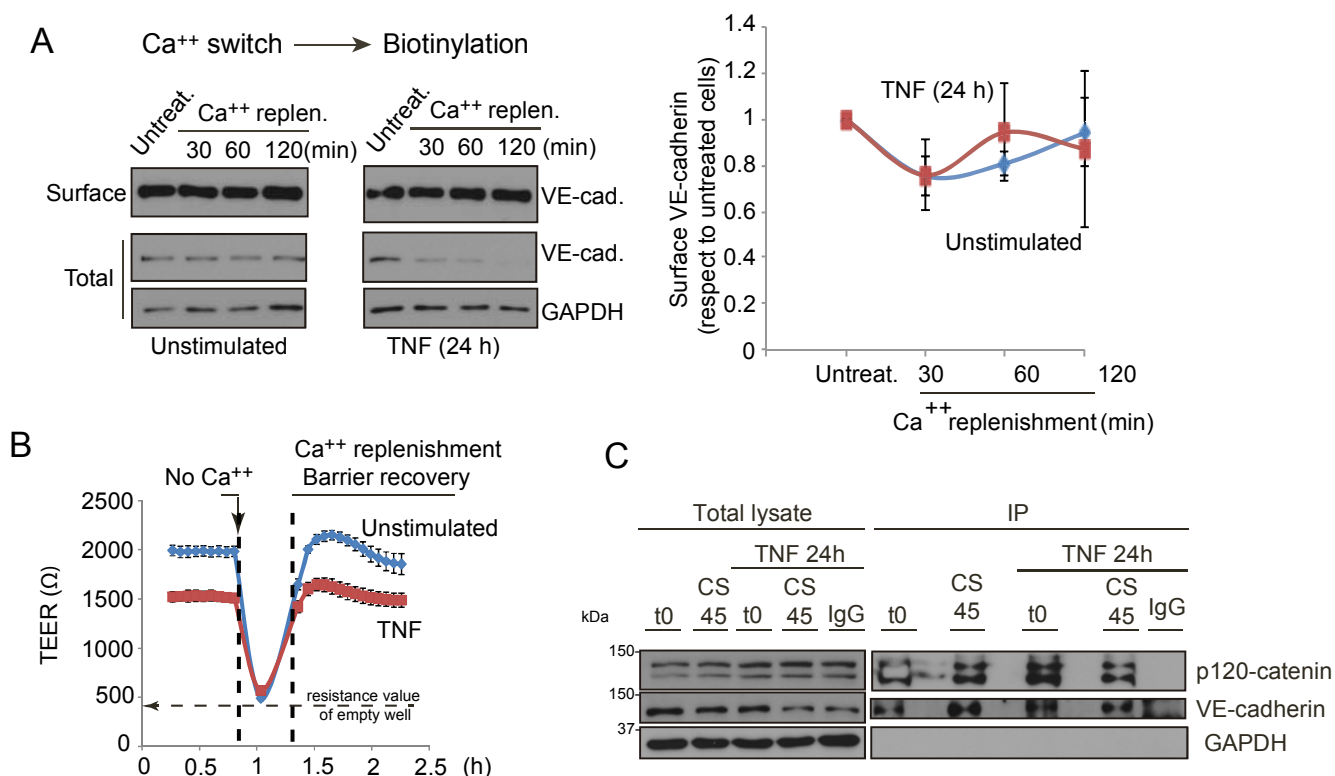 A
Ca++ switch
Biotinylation
Untreat.
Ca++ replen.
30 60 120 (min)
Untreat.
Ca++ replen.
30 60 120 (min)
Surface
VE-cad.
Total
VE-cad.
GAPDH
Unstimulated
TNF (24 h)
Surface VE-cadherin
(respect to untreated cells)
1.4
1.2
1
0.8
0.6
0.4
0.2
0
TNF (24 h)
Unstimulated
Untreat. 30 60 120
Ca++ replenishment (min)
B
No Ca++
Ca++ replenishment
Barrier recovery
TEER (Ω)
2500
2000
1500
1000
500
0
Unstimulated
TNF
resistance value
of empty well
0 0.5 1 1.5 2 2.5 (h)
C
Total lysate
IP
TNF 24h
TNF 24h
kDa
t0
CS
45
t0
CS
45
IgG
t0
CS
45
t0
CS
45
IgG
150
p120-catenin
150
VE-cadherin
37
GAPDH